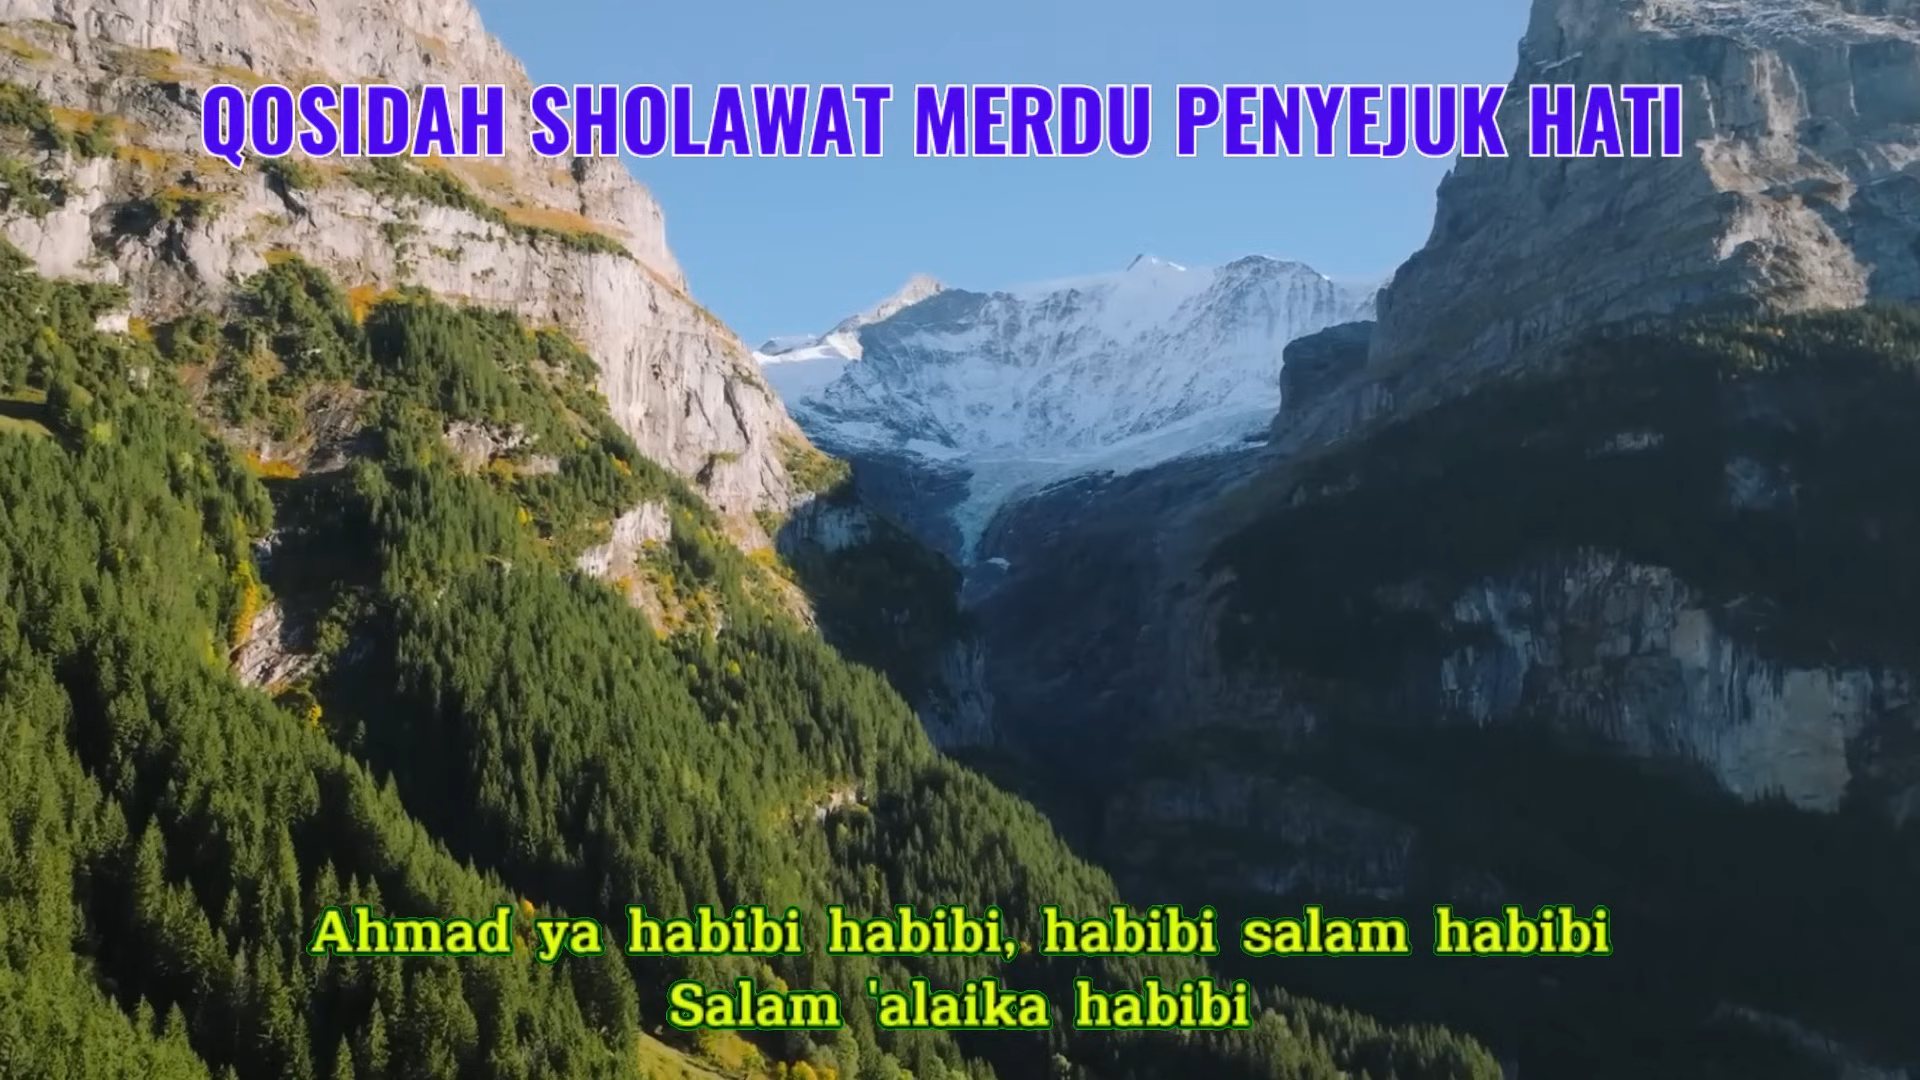 QOSIDAH SHOLAWAT MERDU PENYEJUK HATI
Ahmad ya habibi habibi, habibi salam habibi
Salam 'alaika habibi